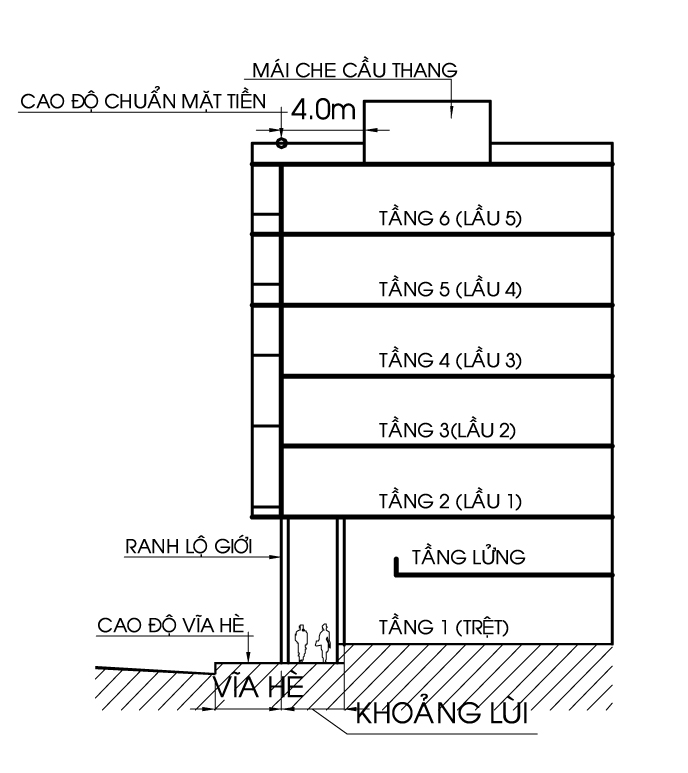 MÁI CHE CẦU THANG
CAO ĐỘ CHUẨN MẶT TIỀN
4.0m
TẦNG 6 (LẦU 5)
TẦNG 5 (LẦU 4)
TẦNG 4 (LẦU 3)
TẦNG 3(LẦU 2)
TẦNG 2 (LẦU 1)
RANH LỘ GIỚI
TẦNG LỬNG
CAO ĐỘ VĨA HÈ
TẦNG 1 (TRỆT)
VĨA HÈ
KHOẢNG LÙI